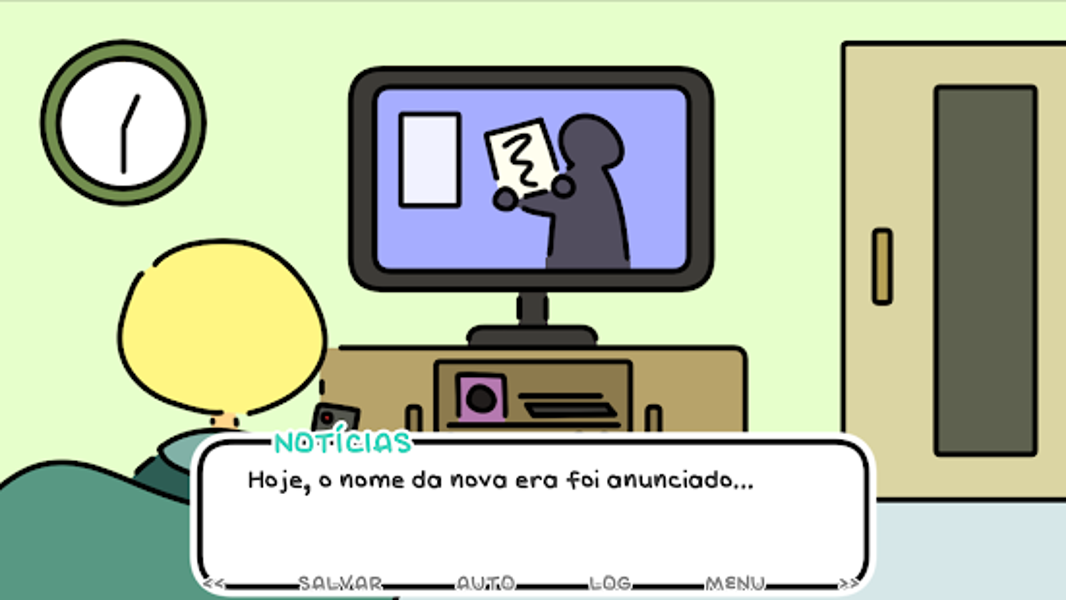 NOTÍCIAS
Hoje, o nome da nova era foi anunciado...
<< SALVAR AUTO LOG MENU >>